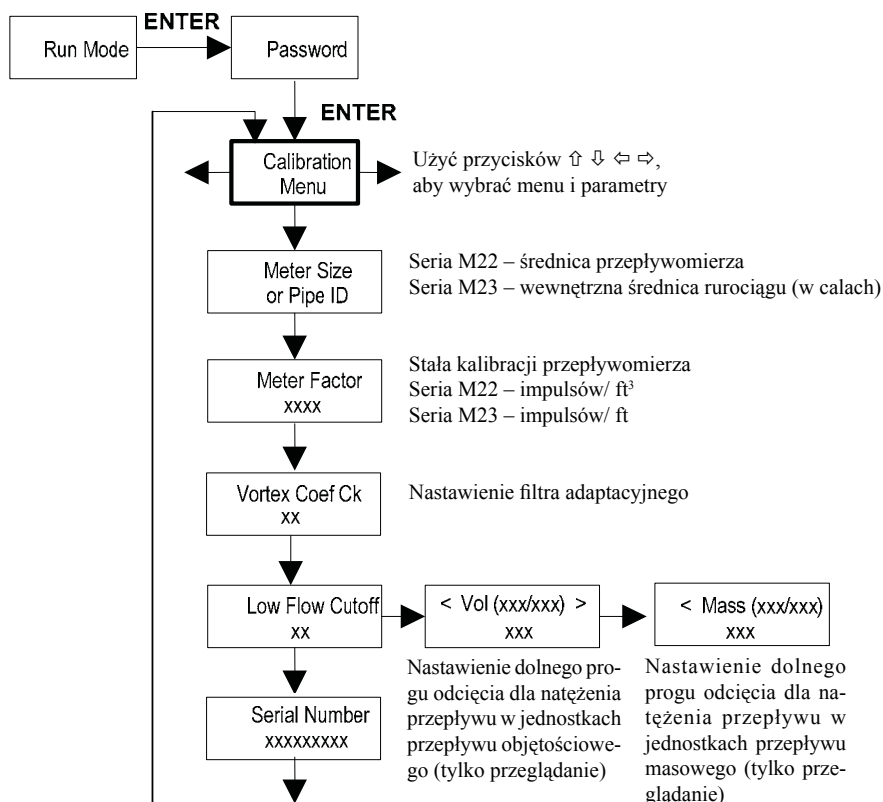 ENTER
Run Mode
Password
ENTER
Calibration
Menu
Użyć przycisków ⇧ ⇩ ⇦ ⇨,
aby wybrać menu i parametry
Meter Size
or Pipe ID
Seria M22 – średnica przepływomierza
Seria M23 – wewnętrzna średnica rurociągu (w calach)
Meter Factor
xxxx
Stała kalibracji przepływomierza
Seria M22 – impulsów/ ft³
Seria M23 – impulsów/ ft
Vortex Coef Ck
xx
Nastawienie filtra adaptacyjnego
Low Flow Cutoff
xx
< Vol (xxx/xxx) >
xxx
< Mass (xxx/xxx)
xxx
Nastawienie dolnego pro-
gu odcięcia dla natężenia
przepływu w jednostkach
przepływu objętościowe-
go (tylko przeglądanie)
Nastawienie dolnego
progu odcięcia dla na-
tężenia przepływu w
jednostkach przepływu
masowego (tylko prze-
glądanie)
Serial Number
xxxxxxxxx